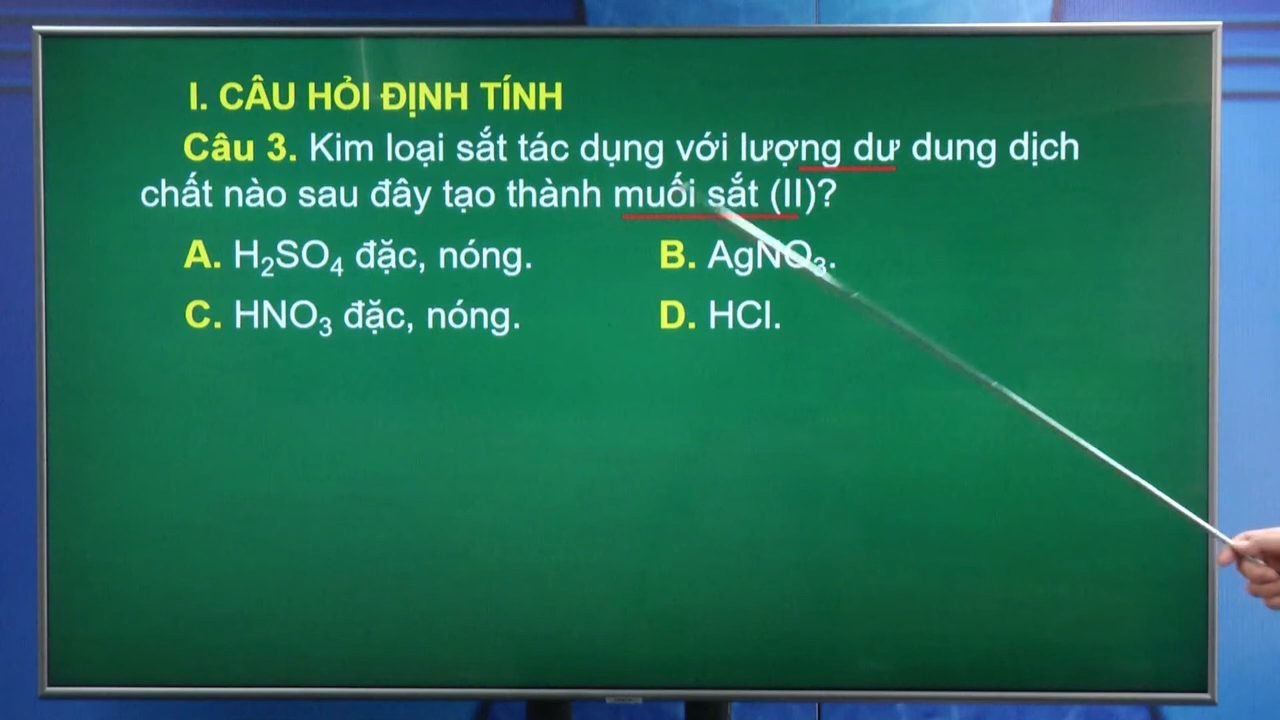 I. CÂU HỎI ĐỊNH TÍNH
Câu 3. Kim loại sắt tác dụng với lượng dư dung dịch
chất nào sau đây tạo thành muối sắt (II)?
A. H₂SO₄ đặc, nóng. B. AgNO₃.
C. HNO₃ đặc, nóng. D. HCl.